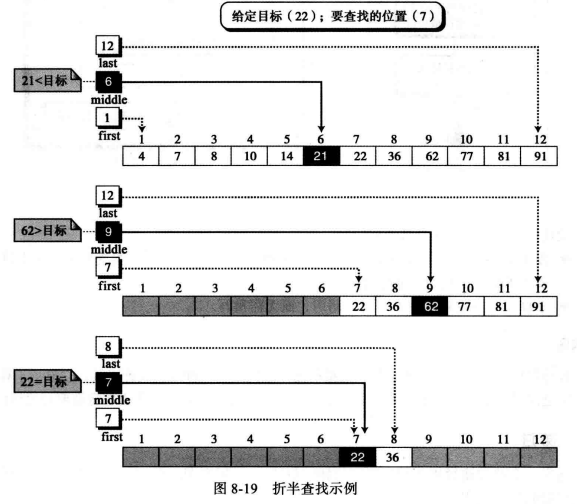 给定目标（22）；要查找的位置（7）
12
last
21<目标
6
middle
1
first
1 2 3 4 5 6 7 8 9 10 11 12
4 7 8 10 14 21 22 36 62 77 81 91
12
last
62>目标
9
middle
7
first
1 2 3 4 5 6 7 8 9 10 11 12
22 36 62 77 81 91
8
last
22=目标
7
middle
7
first
1 2 3 4 5 6 7 8 9 10 11 12
22 36
图 8-19 折半查找示例